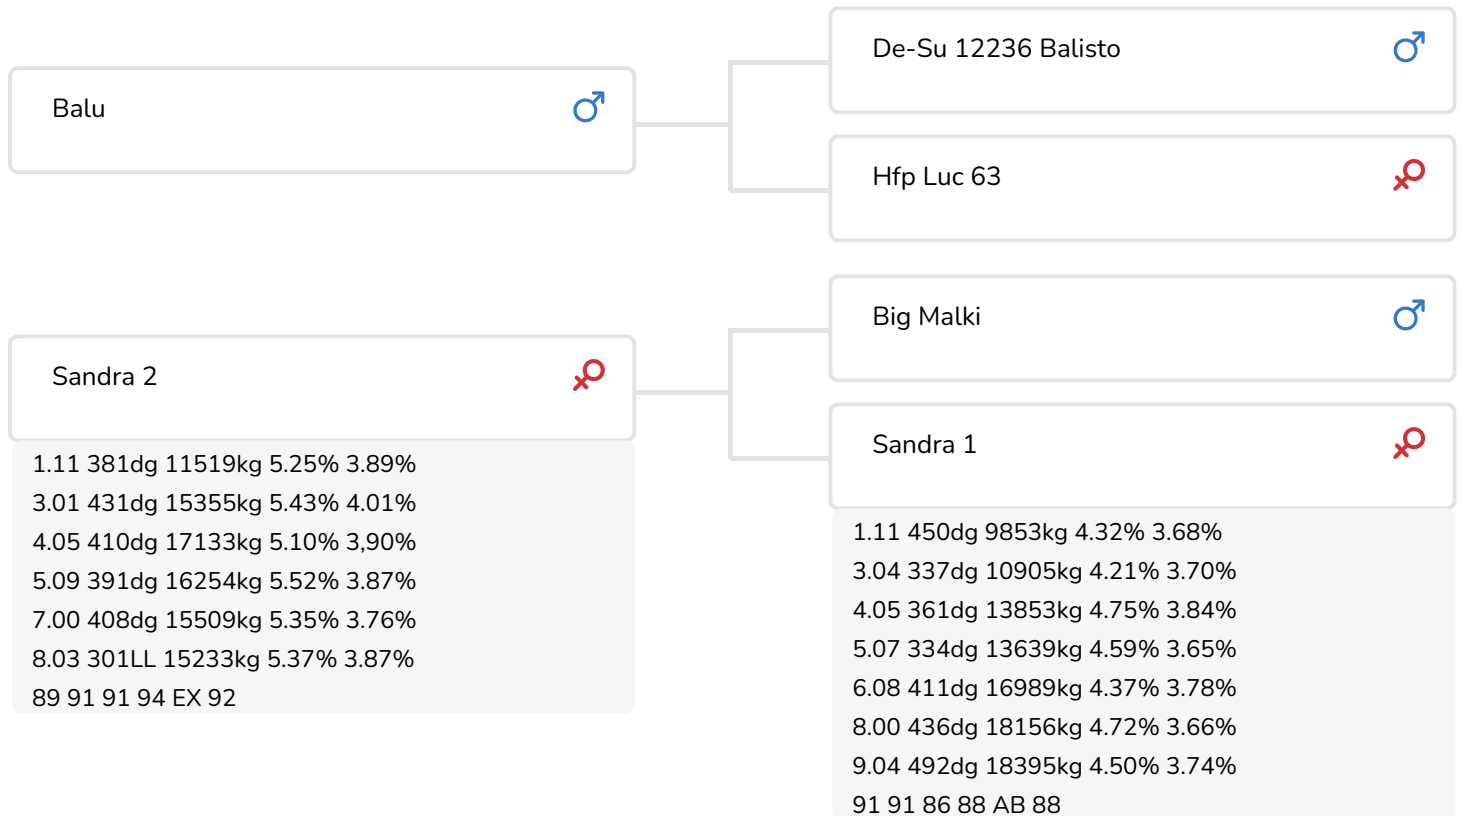 Balu
Sandra 2
1.11 381dg 11519kg 5.25% 3.89%
3.01 431dg 15355kg 5.43% 4.01%
4.05 410dg 17133kg 5.10% 3,90%
5.09 391dg 16254kg 5.52% 3.87%
7.00 408dg 15509kg 5.35% 3.76%
8.03 301LL 15233kg 5.37% 3.87%
89 91 91 94 EX 92
De-Su 12236 Balisto
Hfp Luc 63
Big Malki
Sandra 1
1.11 450dg 9853kg 4.32% 3.68%
3.04 337dg 10905kg 4.21% 3.70%
4.05 361dg 13853kg 4.75% 3.84%
5.07 334dg 13639kg 4.59% 3.65%
6.08 411dg 16989kg 4.37% 3.78%
8.00 436dg 18156kg 4.72% 3.66%
9.04 492dg 18395kg 4.50% 3.74%
91 91 86 88 AB 88